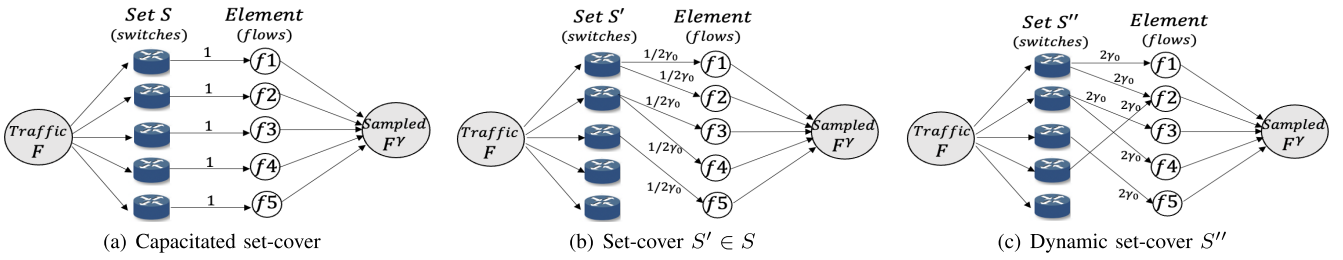 Set S
(switches)
Element
(flows)
Traffic
F
1
1
1
1
1
f1
f2
f3
f4
f5
Sampled
F^γ
(a) Capacitated set-cover
Set S′
(switches)
Element
(flows)
Traffic
F
1/2γ₀
1/2γ₀
1/2γ₀
1/2γ₀
1/2γ₀
f1
f2
f3
f4
f5
Sampled
F^γ
(b) Set-cover S′ ∈ S
Set S′′
(switches)
Element
(flows)
Traffic
F
2γ₀
2γ₀
2γ₀
2γ₀
2γ₀
2γ₀
f1
f2
f3
f4
f5
Sampled
F^γ
(c) Dynamic set-cover S′′